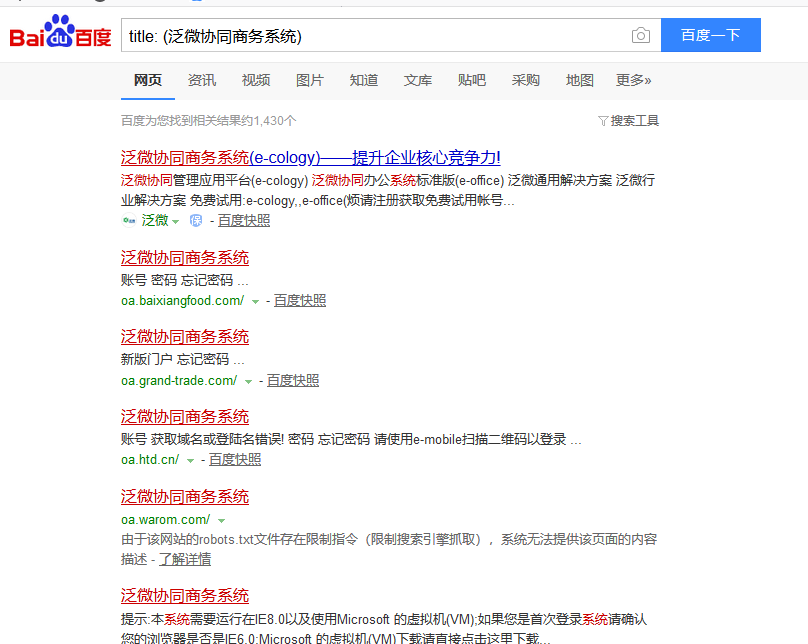 Bai du 百度
title: (泛微协同商务系统)
百度一下
网页 资讯 视频 图片 知道 文库 贴吧 采购 地图 更多»
百度为您找到相关结果约1,430个
搜索工具
泛微协同商务系统(e-cology)——提升企业核心竞争力!
泛微协同管理应用平台(e-cology) 泛微协同办公系统标准版(e-office) 泛微通用解决方案 泛微行
业解决方案 免费试用:e-cology,,e-office(烦请注册获取免费试用帐号...
泛微 保 - 百度快照
泛微协同商务系统
账号 密码 忘记密码 ...
oa.baixiangfood.com/ - 百度快照
泛微协同商务系统
新版门户 忘记密码 ...
oa.grand-trade.com/ - 百度快照
泛微协同商务系统
账号 获取域名或登陆名错误! 密码 忘记密码 请使用e-mobile扫描二维码以登录 ...
oa.htd.cn/ - 百度快照
泛微协同商务系统
oa.warom.com/
由于该网站的robots.txt文件存在限制指令（限制搜索引擎抓取），系统无法提供该页面的内容
描述 - 了解详情
泛微协同商务系统
提示:本系统需要运行在IE8.0以及使用Microsoft 的虚拟机(VM);如果您是首次登录系统请确认
您的浏览器是否是IE6.0;Microsoft 的虚拟机(VM)下载请直接点击这里下载...